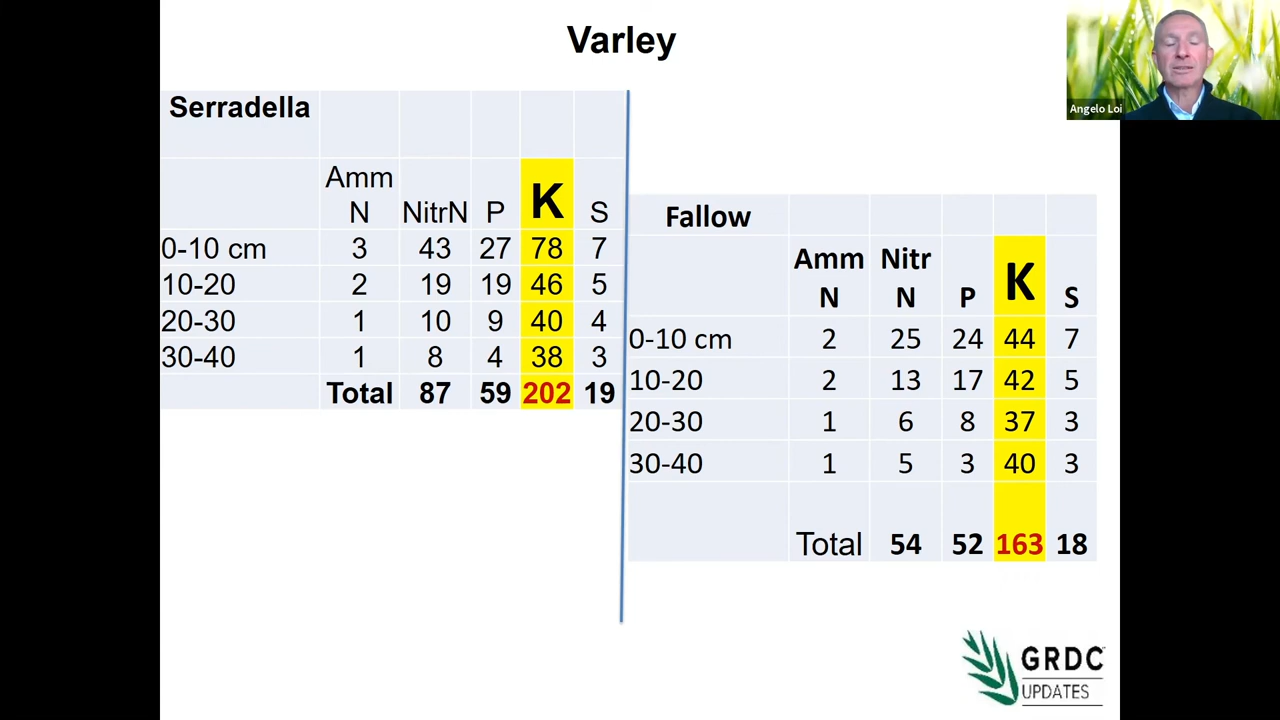 Varley
Angelo Loi
Serradella
Amm
N NitrN P K S
0-10 cm 3 43 27 78 7
10-20 2 19 19 46 5
20-30 1 10 9 40 4
30-40 1 8 4 38 3
Total 87 59 202 19
Fallow
Amm Nitr
N N P K S
0-10 cm 2 25 24 44 7
10-20 2 13 17 42 5
20-30 1 6 8 37 3
30-40 1 5 3 40 3
Total 54 52 163 18
GRDC
UPDATES